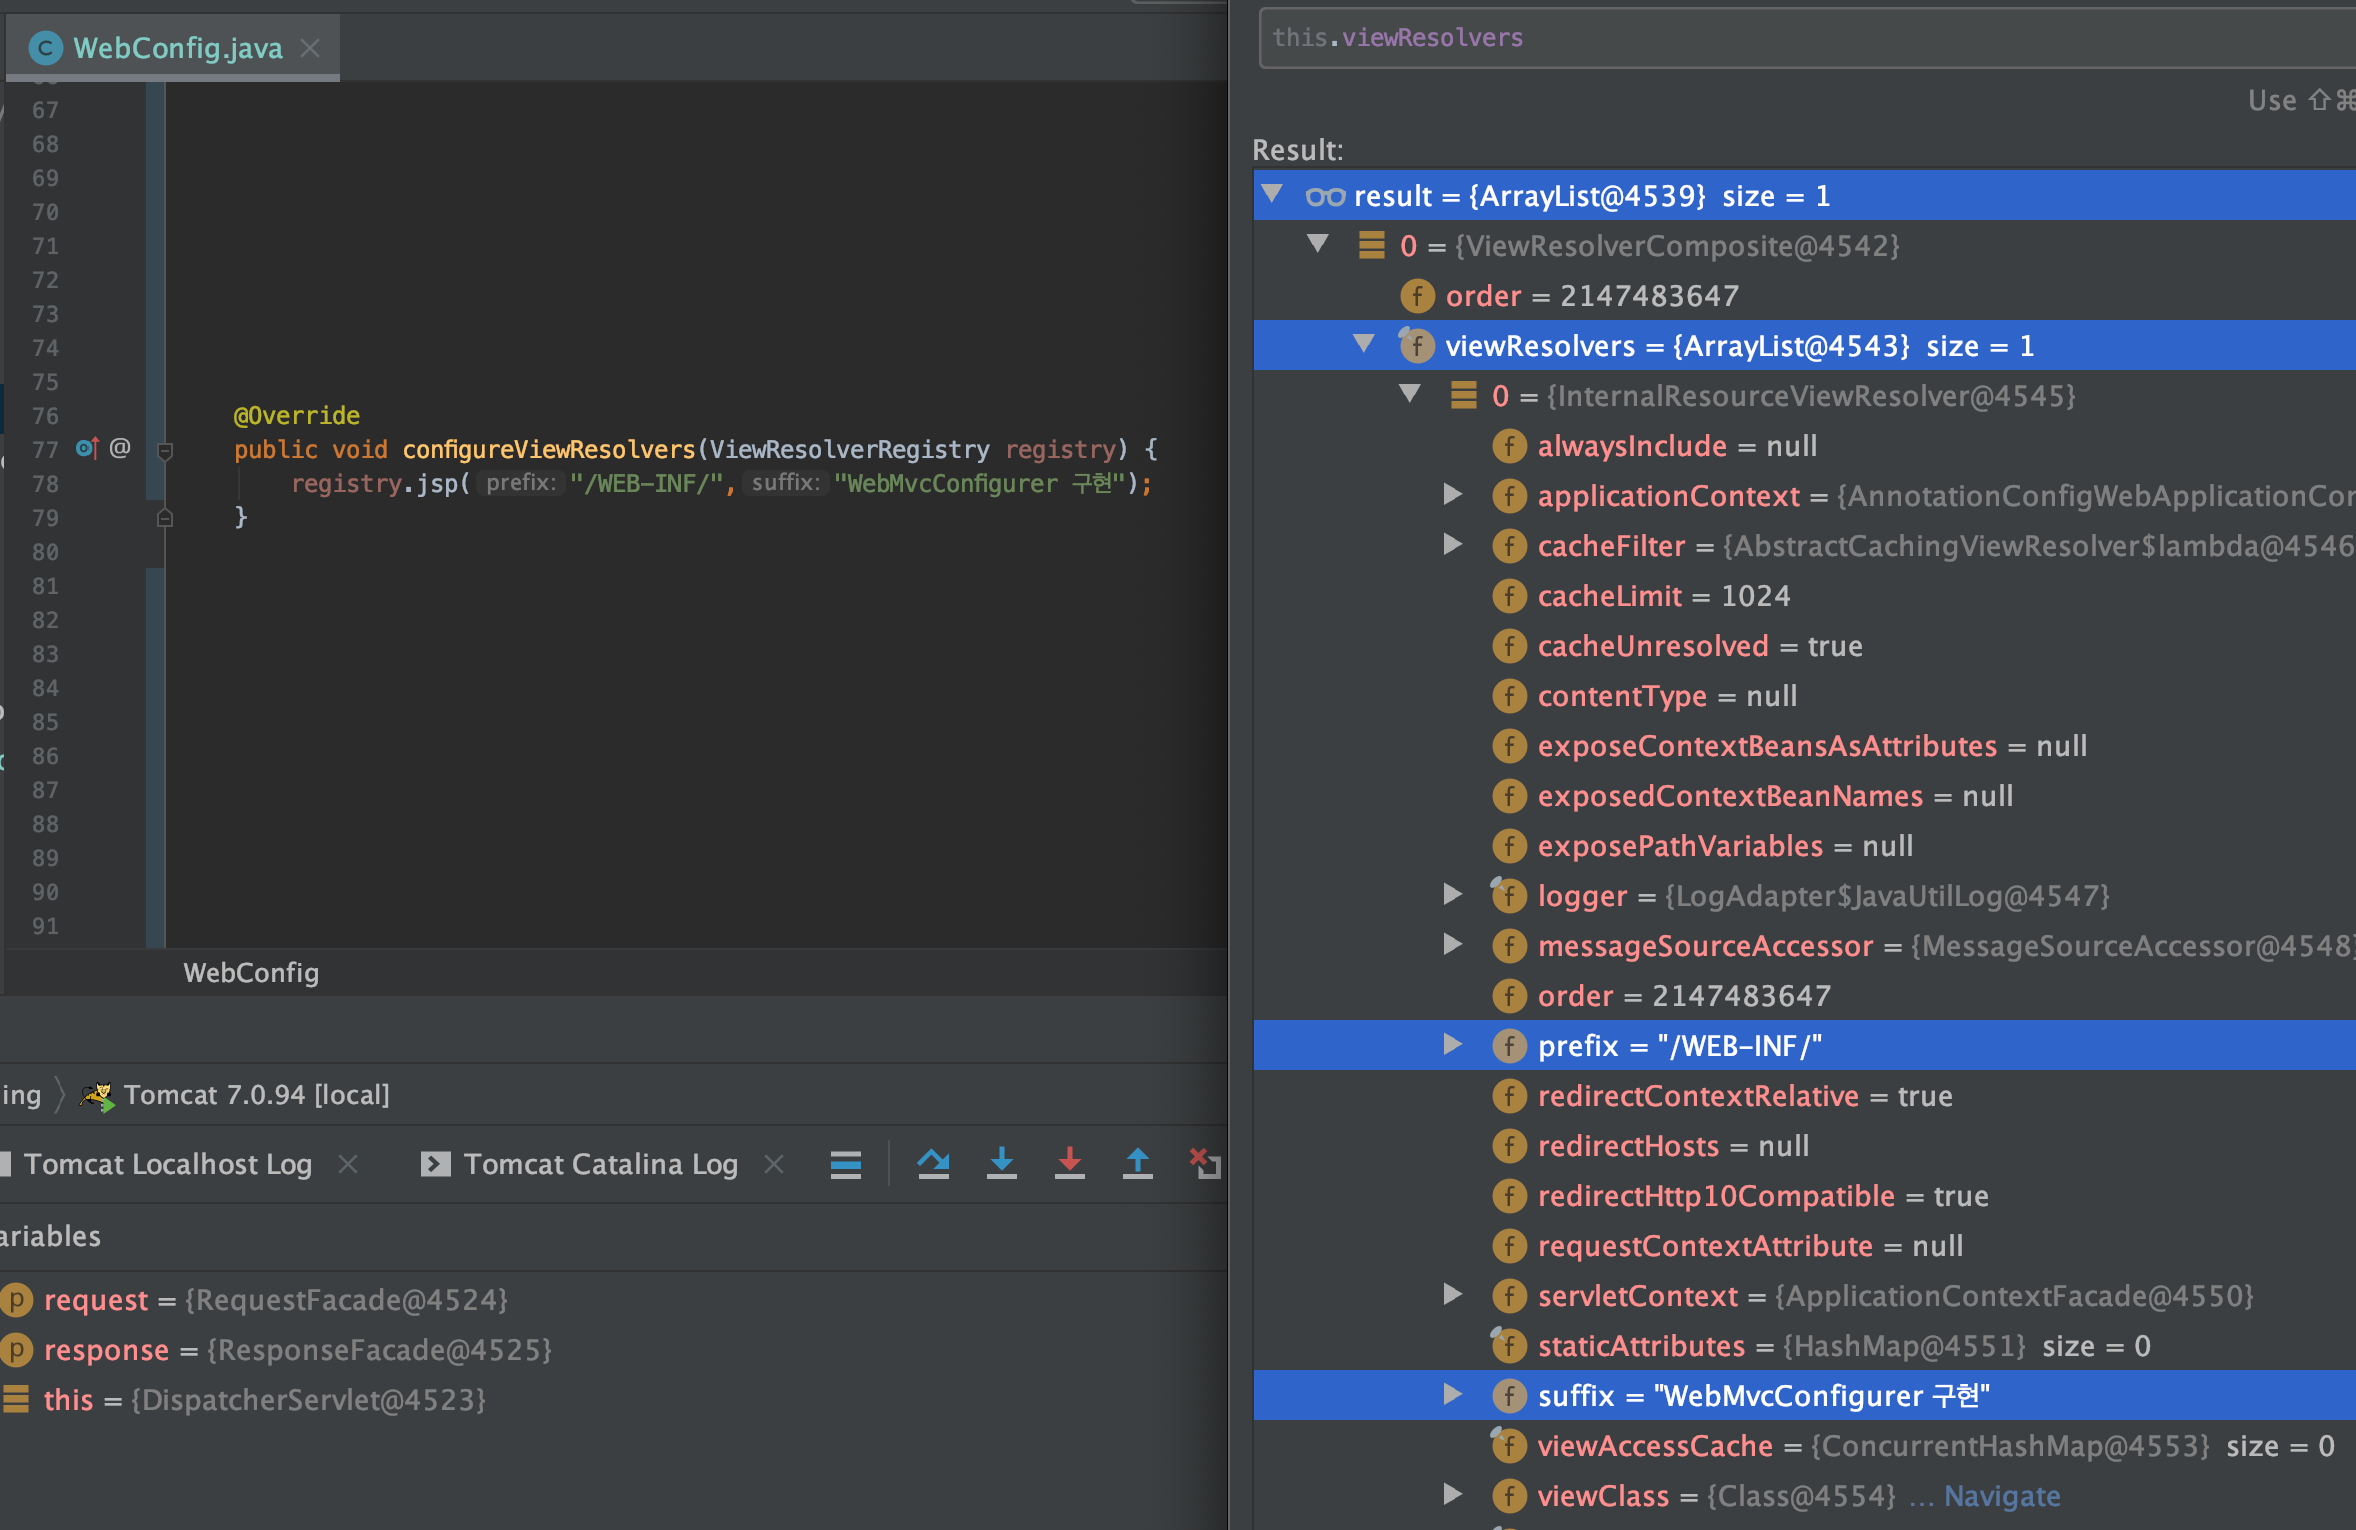 WebConfig.java
67
68
69
70
71
72
73
74
75
76 @Override
77 @ public void configureViewResolvers(ViewResolverRegistry registry) {
78 registry.jsp( prefix: "/WEB-INF/", suffix: "WebMvcConfigurer 구현");
79 }
80
81
82
83
84
85
86
87
88
89
90
91
WebConfig
ing Tomcat 7.0.94 [local]
Tomcat Localhost Log Tomcat Catalina Log
ariables
p request = {RequestFacade@4524}
p response = {ResponseFacade@4525}
this = {DispatcherServlet@4523}
this.viewResolvers
Use ⇧⌘
Result:
result = {ArrayList@4539} size = 1
0 = {ViewResolverComposite@4542}
f order = 2147483647
f viewResolvers = {ArrayList@4543} size = 1
0 = {InternalResourceViewResolver@4545}
f alwaysInclude = null
f applicationContext = {AnnotationConfigWebApplicationCon
f cacheFilter = {AbstractCachingViewResolver$lambda@4546
f cacheLimit = 1024
f cacheUnresolved = true
f contentType = null
f exposeContextBeansAsAttributes = null
f exposedContextBeanNames = null
f exposePathVariables = null
f logger = {LogAdapter$JavaUtilLog@4547}
f messageSourceAccessor = {MessageSourceAccessor@4548}
f order = 2147483647
f prefix = "/WEB-INF/"
f redirectContextRelative = true
f redirectHosts = null
f redirectHttp10Compatible = true
f requestContextAttribute = null
f servletContext = {ApplicationContextFacade@4550}
f staticAttributes = {HashMap@4551} size = 0
f suffix = "WebMvcConfigurer 구현"
f viewAccessCache = {ConcurrentHashMap@4553} size = 0
f viewClass = {Class@4554} ... Navigate